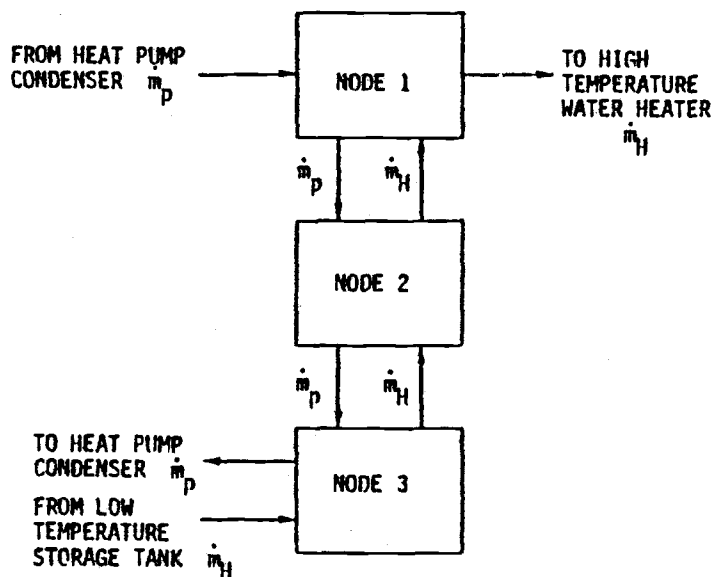 FROM HEAT PUMP
CONDENSER ṁp
NODE 1
TO HIGH
TEMPERATURE
WATER HEATER
ṁH
ṁp
ṁH
NODE 2
ṁp
ṁH
TO HEAT PUMP
CONDENSER ṁp
NODE 3
FROM LOW
TEMPERATURE
STORAGE TANK ṁH